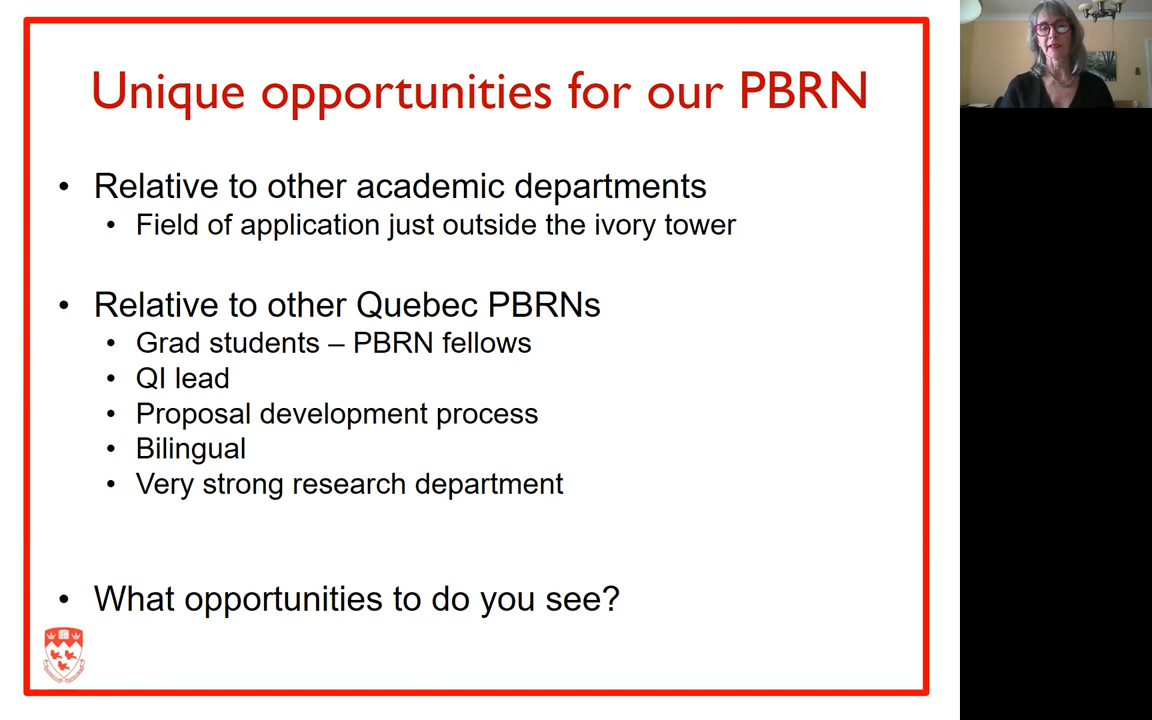 Unique opportunities for our PBRN
• Relative to other academic departments
• Field of application just outside the ivory tower
• Relative to other Quebec PBRNs
• Grad students – PBRN fellows
• QI lead
• Proposal development process
• Bilingual
• Very strong research department
• What opportunities to do you see?